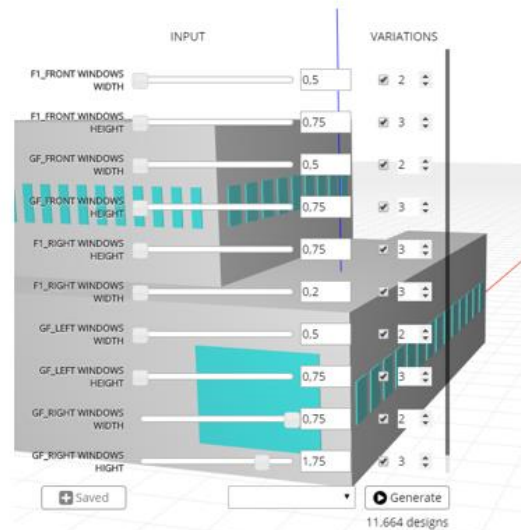 INPUT VARIATIONS
F1_FRONT WINDOWS
WIDTH 0,5 2
F1_FRONT WINDOWS
HEIGHT 0,75 3
GF_FRONT WINDOWS
WIDTH 0,5 2
GF_FRONT WINDOWS
HEIGHT 0,75 3
F1_RIGHT WINDOWS
HEIGHT 0,75 3
F1_RIGHT WINDOWS
WIDTH 0,2 3
GF_LEFT WINDOWS
WIDTH 0,5 2
GF_LEFT WINDOWS
HEIGHT 0,75 3
GF_RIGHT WINDOWS
WIDTH 0,75 2
GF_RIGHT WINDOWS
HIGHT 1,75 3
Saved Generate
11.664 designs